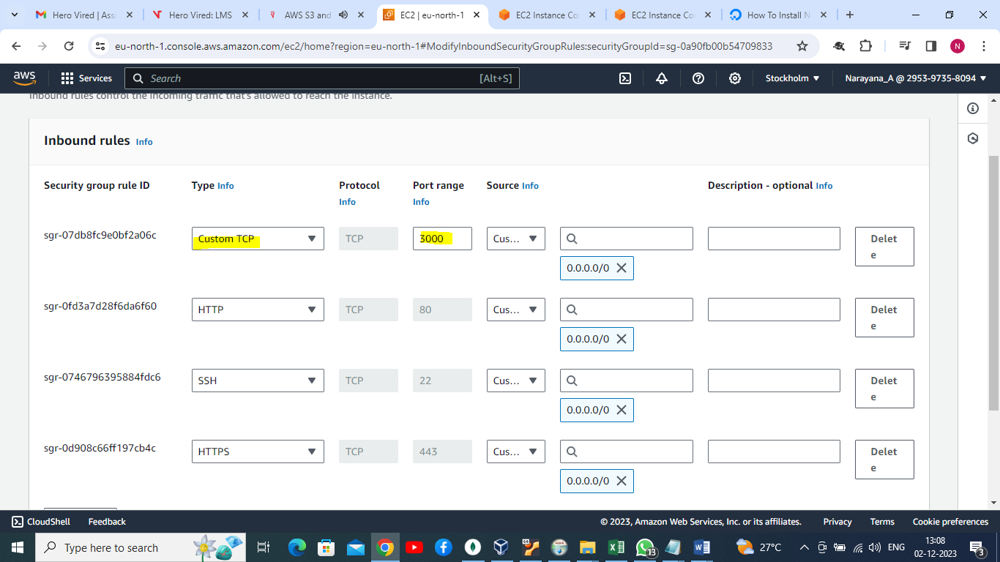 Hero Vired | Assi
Hero Vired: LMS
AWS S3 and
EC2 | eu-north-1
EC2 Instance Co
EC2 Instance Co
How To Install N
eu-north-1.console.aws.amazon.com/ec2/home?region=eu-north-1#ModifyInboundSecurityGroupRules:securityGroupId=sg-0a90fb00b54709833
N
aws
Services
Search
[Alt+S]
Stockholm
Narayana_A @ 2953-9735-8094
Inbound rules control the incoming traffic that's allowed to reach the instance.
Inbound rules Info
Security group rule ID
Type Info
Protocol
Info
Port range
Info
Source Info
Description - optional Info
sgr-07db8fc9e0bf2a06c
Custom TCP
TCP
3000
Cus...
0.0.0.0/0
Delet
e
sgr-0fd3a7d28f6da6f60
HTTP
TCP
80
Cus...
0.0.0.0/0
Delet
e
sgr-0746796395884fdc6
SSH
TCP
22
Cus...
0.0.0.0/0
Delet
e
sgr-0d908c66ff197cb4c
HTTPS
TCP
443
Cus...
0.0.0.0/0
Delet
e
CloudShell
Feedback
© 2023, Amazon Web Services, Inc. or its affiliates.
Privacy
Terms
Cookie preferences
Type here to search
13
27°C
ENG
13:08
02-12-2023
3